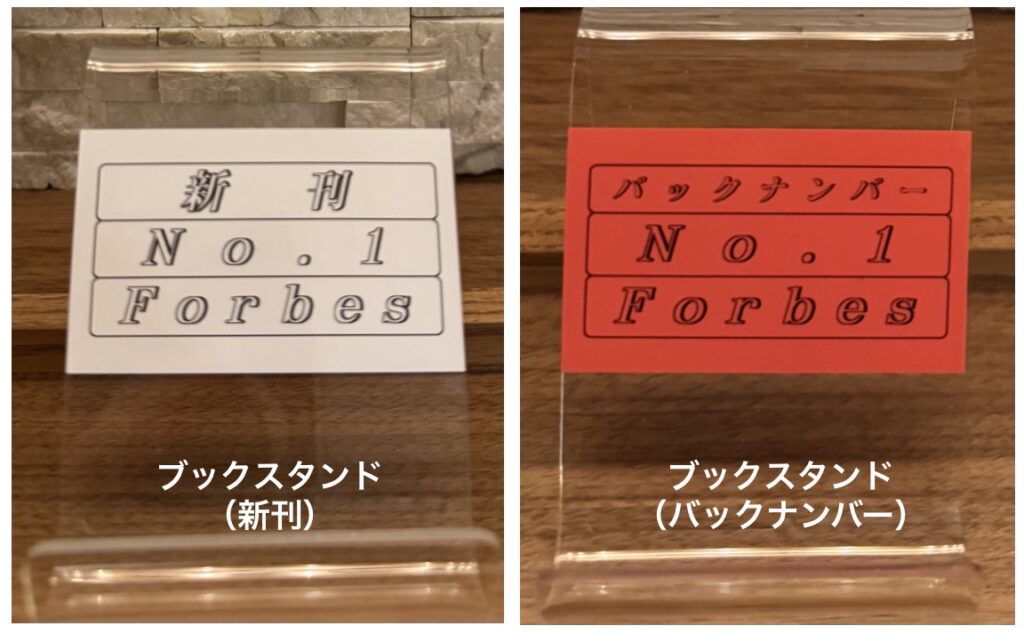 新刊
No.1
Forbes
ブックスタンド
（新刊）
バックナンバー
No.1
Forbes
ブックスタンド
（バックナンバー）